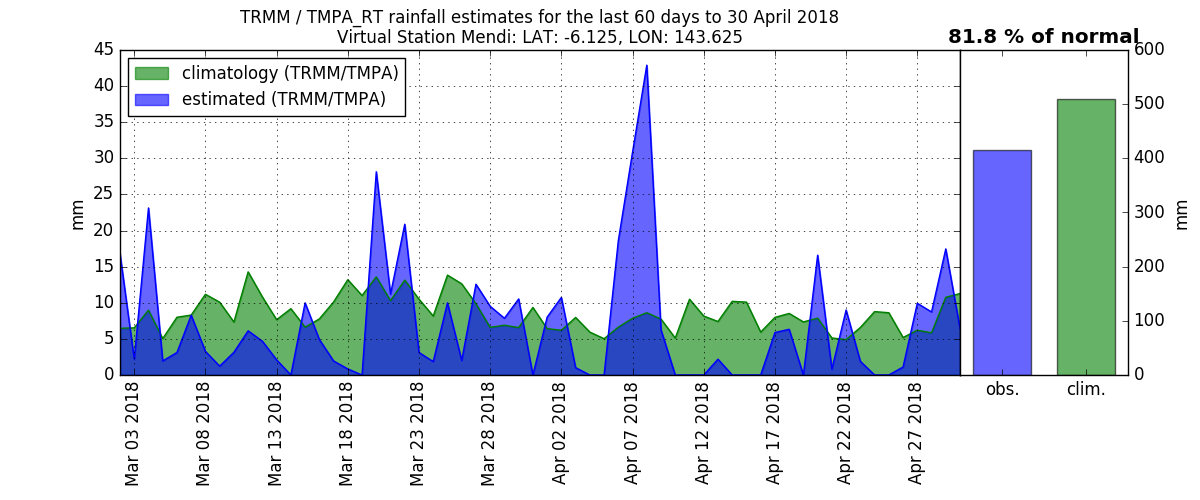 TRMM / TMPA_RT rainfall estimates for the last 60 days to 30 April 2018
Virtual Station Mendi: LAT: -6.125, LON: 143.625
81.8 % of normal
climatology (TRMM/TMPA)
estimated (TRMM/TMPA)
45
40
35
30
25
20
15
10
5
0
mm
Mar 03 2018
Mar 08 2018
Mar 13 2018
Mar 18 2018
Mar 23 2018
Mar 28 2018
Apr 02 2018
Apr 07 2018
Apr 12 2018
Apr 17 2018
Apr 22 2018
Apr 27 2018
600
500
400
300
200
100
0
mm
obs.
clim.